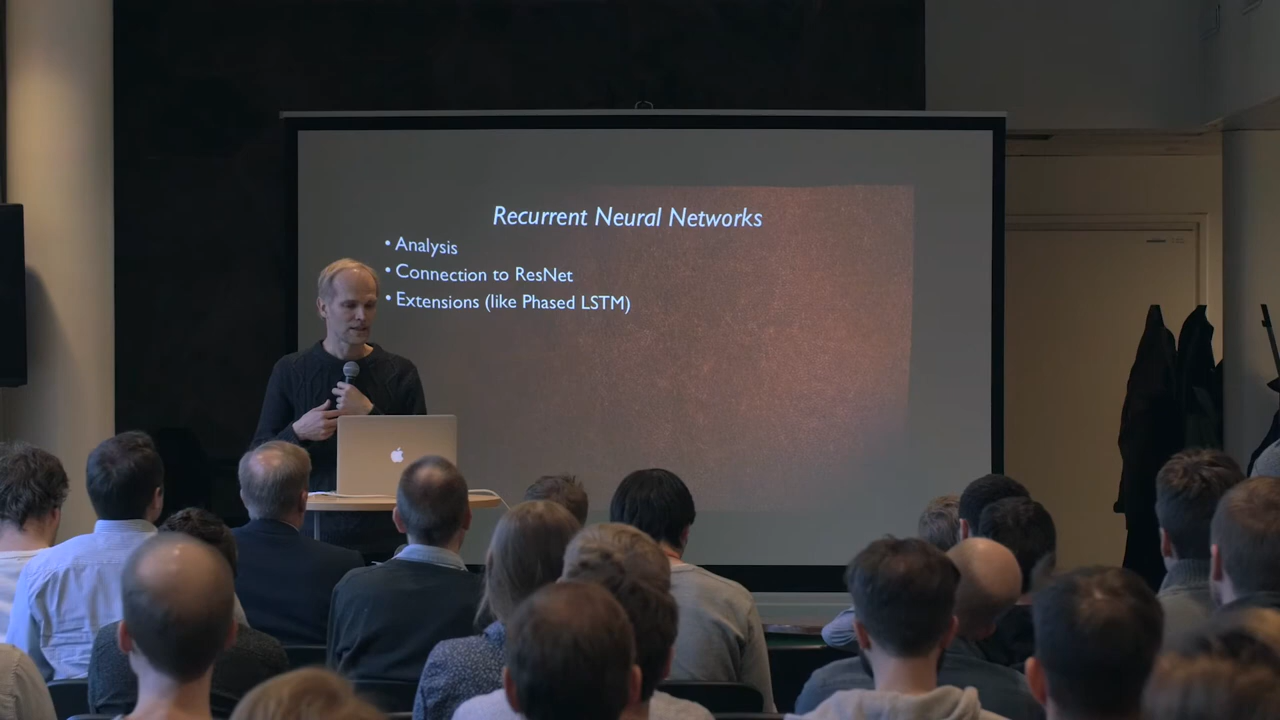 Recurrent Neural Networks
• Analysis
• Connection to ResNet
• Extensions (like Phased LSTM)